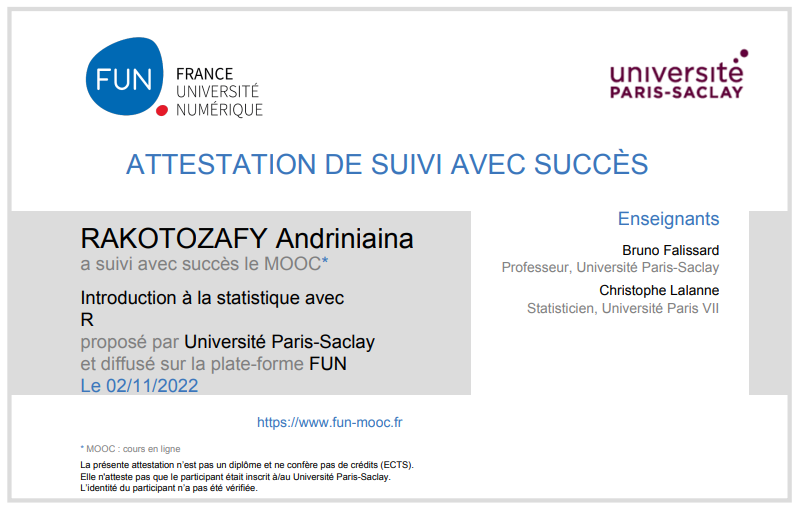 FUN
FRANCE
UNIVERSITÉ
NUMÉRIQUE
université
PARIS-SACLAY
ATTESTATION DE SUIVI AVEC SUCCÈS
RAKOTOZAFY Andriniaina
a suivi avec succès le MOOC*
Introduction à la statistique avec
R
proposé par Université Paris-Saclay
et diffusé sur la plate-forme FUN
Le 02/11/2022
Enseignants
Bruno Falissard
Professeur, Université Paris-Saclay
Christophe Lalanne
Statisticien, Université Paris VII
https://www.fun-mooc.fr
* MOOC : cours en ligne
La présente attestation n'est pas un diplôme et ne confère pas de crédits (ECTS).
Elle n'atteste pas que le participant était inscrit à/au Université Paris-Saclay.
L'identité du participant n'a pas été vérifiée.